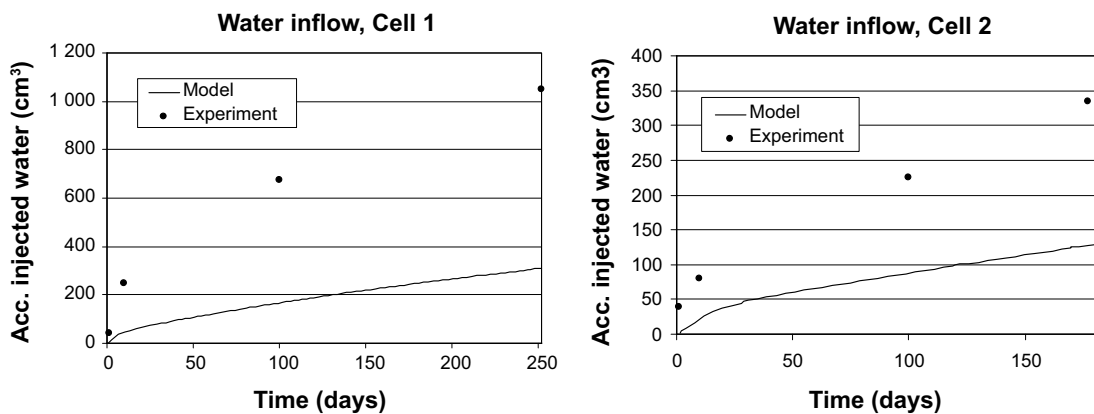 Water inflow, Cell 1
Acc. injected water (cm³)
1 200
1 000
800
600
400
200
0
Model
Experiment
0 50 100 150 200 250
Time (days)
Water inflow, Cell 2
Acc. injected water (cm3)
400
350
300
250
200
150
100
50
0
Model
Experiment
0 50 100 150
Time (days)